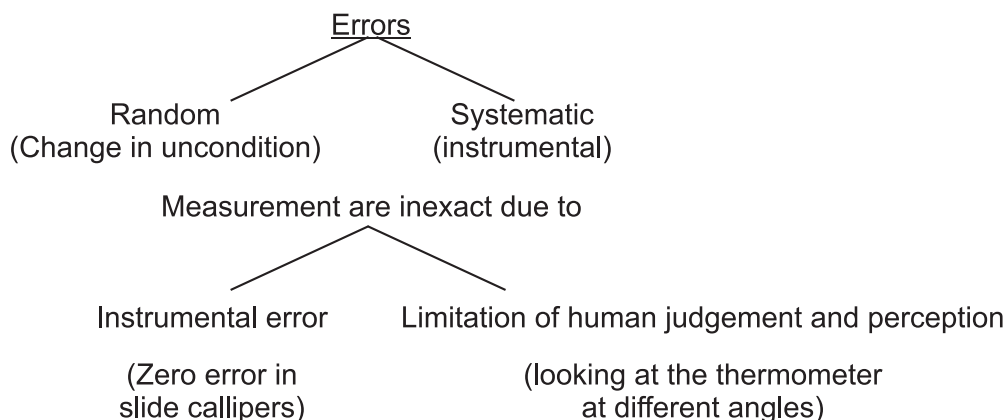 Errors
Random Systematic
(Change in uncondition) (instrumental)
Measurement are inexact due to
Instrumental error Limitation of human judgement and perception
(Zero error in (looking at the thermometer
slide callipers) at different angles)